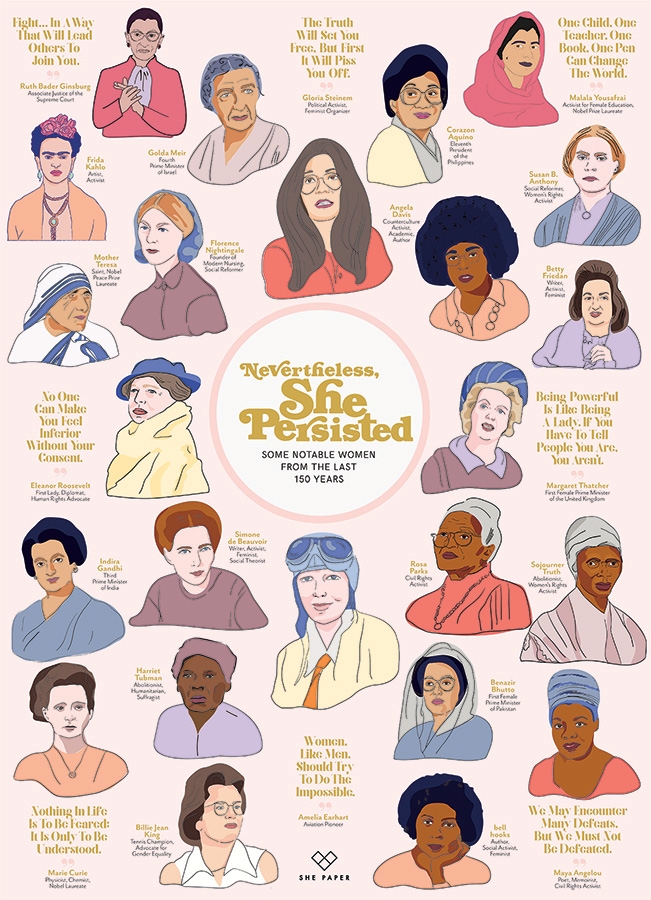 Fight... In A Way
That Will Lead
Others To
Join You.
Ruth Bader Ginsburg
Associate Justice of the
Supreme Court
The Truth
Will Set You
Free, But First
It Will Piss
You Off.
Gloria Steinem
Political Activist,
Feminist Organizer
One Child, One
Teacher, One
Book, One Pen
Can Change
The World.
Malala Yousafzai
Activist for Female Education,
Nobel Prize Laureate
Golda Meir
Fourth
Prime Minister
of Israel
Corazon
Aquino
Eleventh
President
of the
Philippines
Frida
Kahlo
Artist,
Activist
Susan B.
Anthony
Social Reformer,
Women's Rights
Activist
Angela
Davis
Counterculture
Activist,
Academic,
Author
Florence
Nightingale
Founder of
Modern Nursing,
Social Reformer
Mother
Teresa
Saint, Nobel
Peace Prize
Laureate
Betty
Friedan
Writer,
Activist,
Feminist
Nevertheless,
She
Persisted
SOME NOTABLE WOMEN
FROM THE LAST
150 YEARS
No One
Can Make
You Feel
Inferior
Without Your
Consent.
Eleanor Roosevelt
First Lady, Diplomat,
Human Rights Advocate
Being Powerful
Is Like Being
A Lady. If You
Have To Tell
People You Are,
You Aren't.
Margaret Thatcher
First Female Prime Minister
of the United Kingdom
Indira
Gandhi
Third
Prime Minister
of India
Simone
de Beauvoir
Writer, Activist,
Feminist,
Social Theorist
Rosa
Parks
Civil Rights
Activist
Sojourner
Truth
Abolitionist,
Women's Rights
Activist
Harriet
Tubman
Abolitionist,
Humanitarian,
Suffragist
Benazir
Bhutto
First Female
Prime Minister
of Pakistan
Women,
Like Men,
Should Try
To Do The
Impossible.
Amelia Earhart
Aviation Pioneer
Nothing In Life
Is To Be Feared;
It Is Only To Be
Understood.
Marie Curie
Physicist, Chemist,
Nobel Laureate
Billie Jean
King
Tennis Champion,
Advocate for
Gender Equality
bell
hooks
Author,
Social Activist,
Feminist
We May Encounter
Many Defeats,
But We Must Not
Be Defeated.
Maya Angelou
Poet, Memoirist,
Civil Rights Activist
SHE PAPER